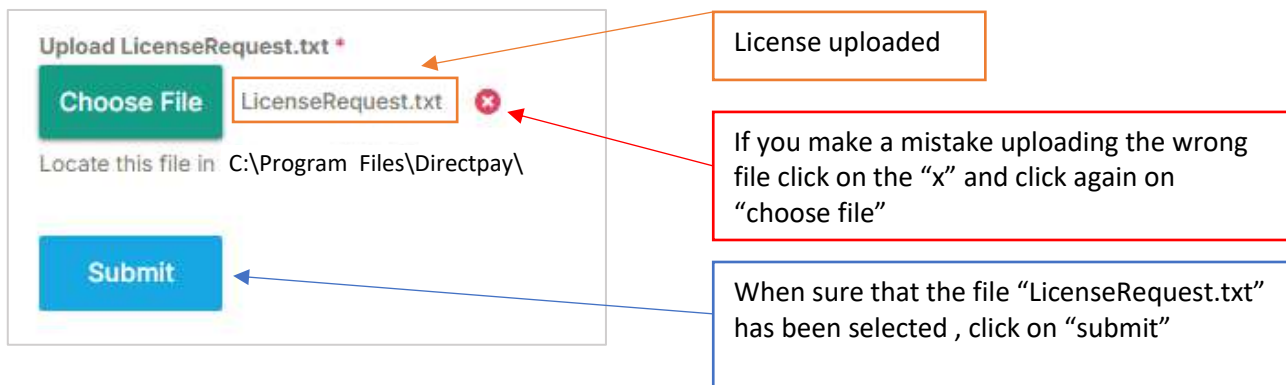 Upload LicenseRequest.txt *
Choose File
LicenseRequest.txt
Locate this file in C:\Program Files\Directpay\
Submit
License uploaded
If you make a mistake uploading the wrong
file click on the “x” and click again on
“choose file”
When sure that the file “LicenseRequest.txt”
has been selected , click on “submit”